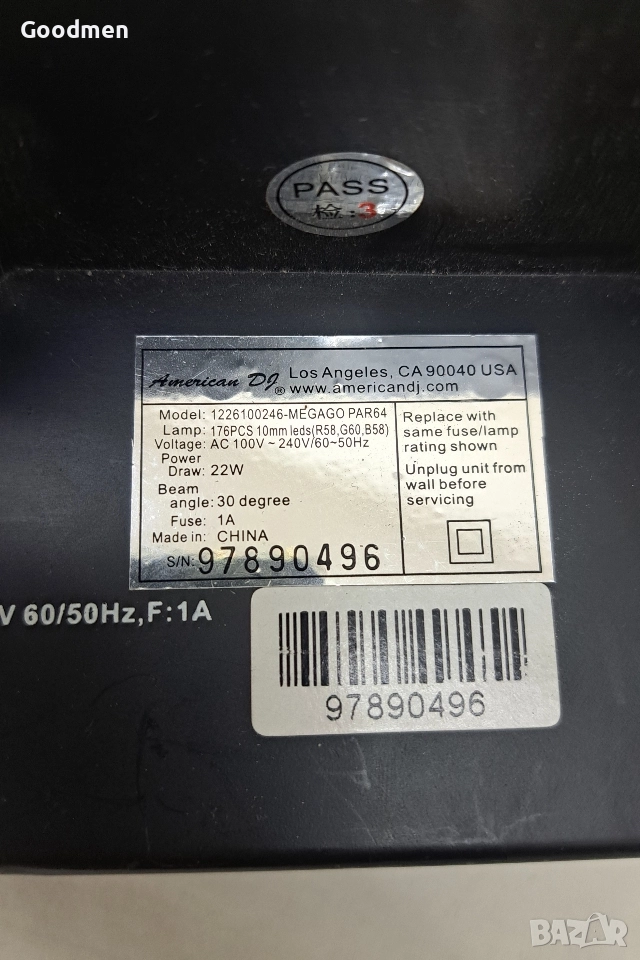 Goodmen
PASS
检:3
American DJ® Los Angeles, CA 90040 USA
www.americandj.com
Model: 1226100246-MEGAGO PAR64
Lamp: 176PCS 10mm leds(R58,G60,B58)
Voltage: AC 100V~240V/60~50Hz
Power
Draw: 22W
Beam
angle: 30 degree
Fuse: 1A
Made in: CHINA
S/N: 97890496
Replace with
same fuse/lamp
rating shown
Unplug unit from
wall before
servicing
V 60/50Hz,F:1A
97890496
BAZAR